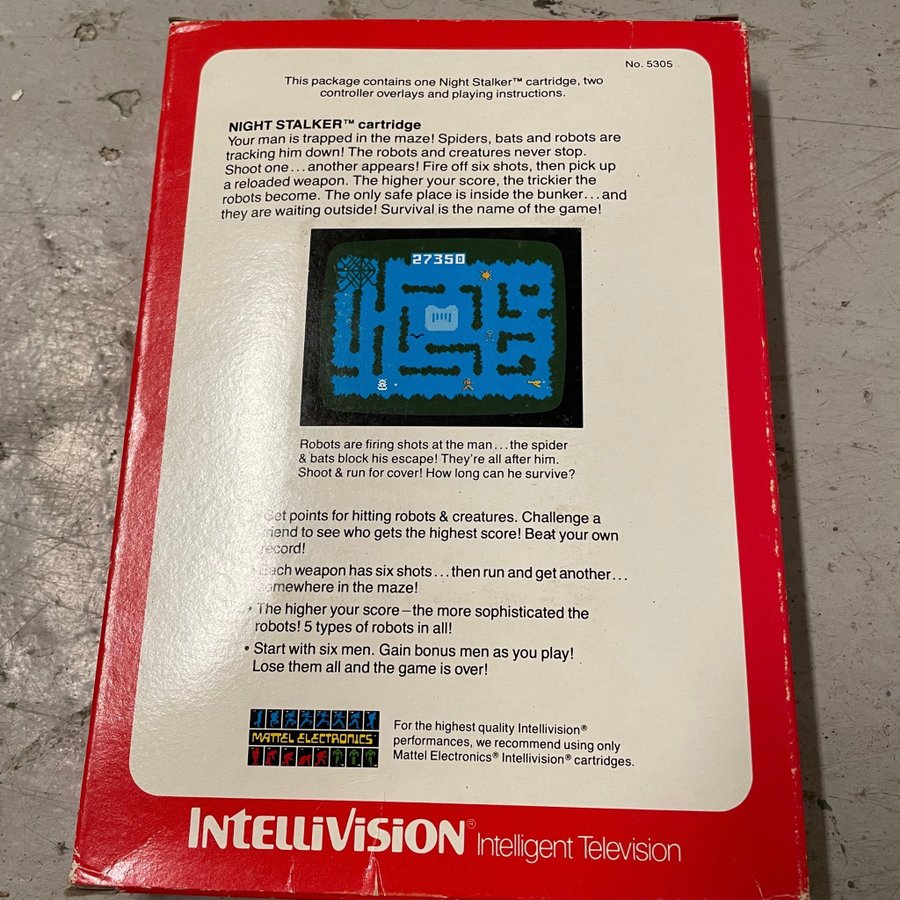 No. 5305
This package contains one Night Stalker™ cartridge, two
controller overlays and playing instructions.
NIGHT STALKER™ cartridge
Your man is trapped in the maze! Spiders, bats and robots are
tracking him down! The robots and creatures never stop.
Shoot one...another appears! Fire off six shots, then pick up
a reloaded weapon. The higher your score, the trickier the
robots become. The only safe place is inside the bunker...and
they are waiting outside! Survival is the name of the game!
27350
Robots are firing shots at the man...the spider
& bats block his escape! They're all after him.
Shoot & run for cover! How long can he survive?
Get points for hitting robots & creatures. Challenge a
friend to see who gets the highest score! Beat your own
record!
Each weapon has six shots...then run and get another...
somewhere in the maze!
• The higher your score—the more sophisticated the
robots! 5 types of robots in all!
• Start with six men. Gain bonus men as you play!
Lose them all and the game is over!
MATTEL ELECTRONICS®
For the highest quality Intellivision®
performances, we recommend using only
Mattel Electronics® Intellivision® cartridges.
INTELLIVISION® Intelligent Television